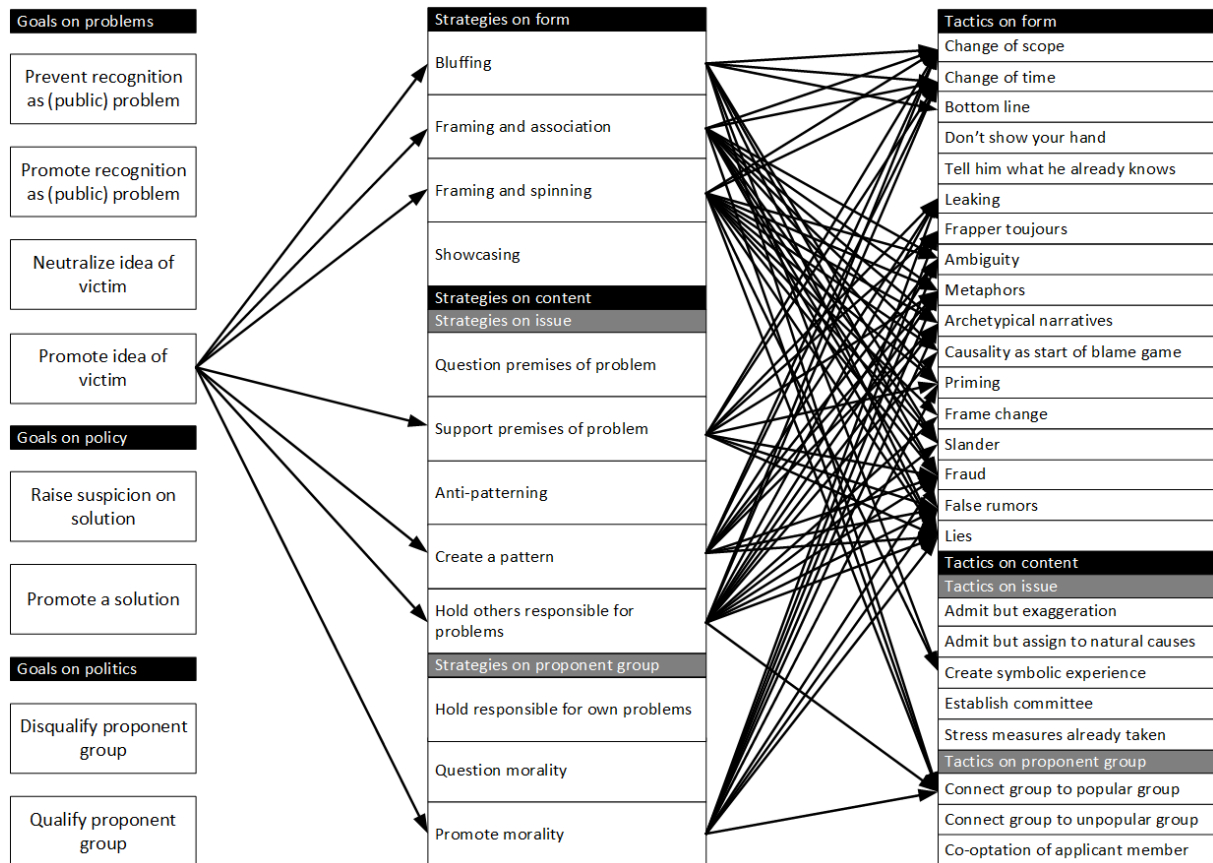 Goals on problems
Prevent recognition
as (public) problem
Promote recognition
as (public) problem
Neutralize idea of
victim
Promote idea of
victim
Goals on policy
Raise suspicion on
solution
Promote a solution
Goals on politics
Disqualify proponent
group
Qualify proponent
group
Strategies on form
Bluffing
Framing and association
Framing and spinning
Showcasing
Strategies on content
Strategies on issue
Question premises of problem
Support premises of problem
Anti-patterning
Create a pattern
Hold others responsible for
problems
Strategies on proponent group
Hold responsible for own problems
Question morality
Promote morality
Tactics on form
Change of scope
Change of time
Bottom line
Don't show your hand
Tell him what he already knows
Leaking
Frapper toujours
Ambiguity
Metaphors
Archetypical narratives
Causality as start of blame game
Priming
Frame change
Slander
Fraud
False rumors
Lies
Tactics on content
Tactics on issue
Admit but exaggeration
Admit but assign to natural causes
Create symbolic experience
Establish committee
Stress measures already taken
Tactics on proponent group
Connect group to popular group
Connect group to unpopular group
Co-optation of applicant member